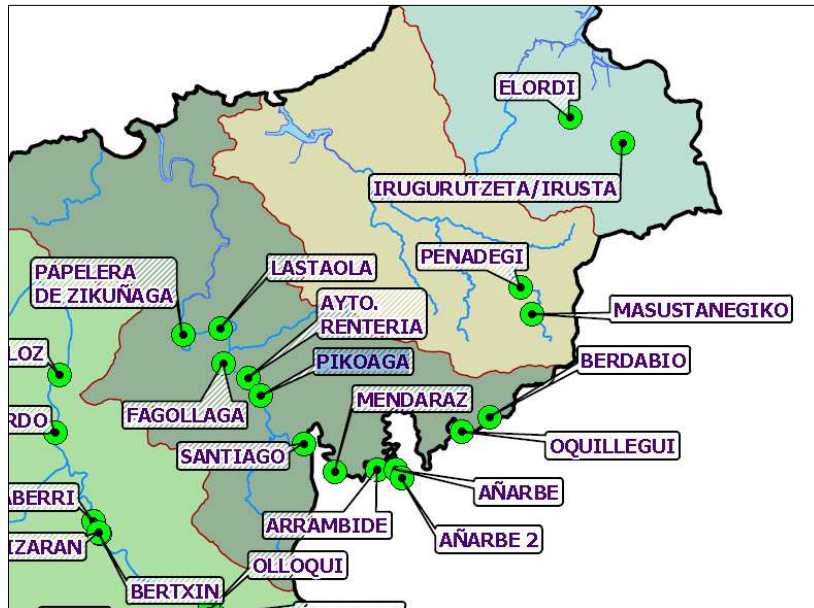 ELORDI
IRUGURUTZETA/IRUSTA
PENADEGI
LASTAOLA
PAPELERA
DE ZIKUÑAGA
AYTO.
RENTERIA
MASUSTANEGIKO
LOZ
PIKOAGA
BERDABIO
MENDARAZ
FAGOLLAGA
RDO
OQUILLEGUI
SANTIAGO
AÑARBE
ABERRI
ARRAMBIDE
AÑARBE 2
IZARAN
OLLOQUI
BERTXIN